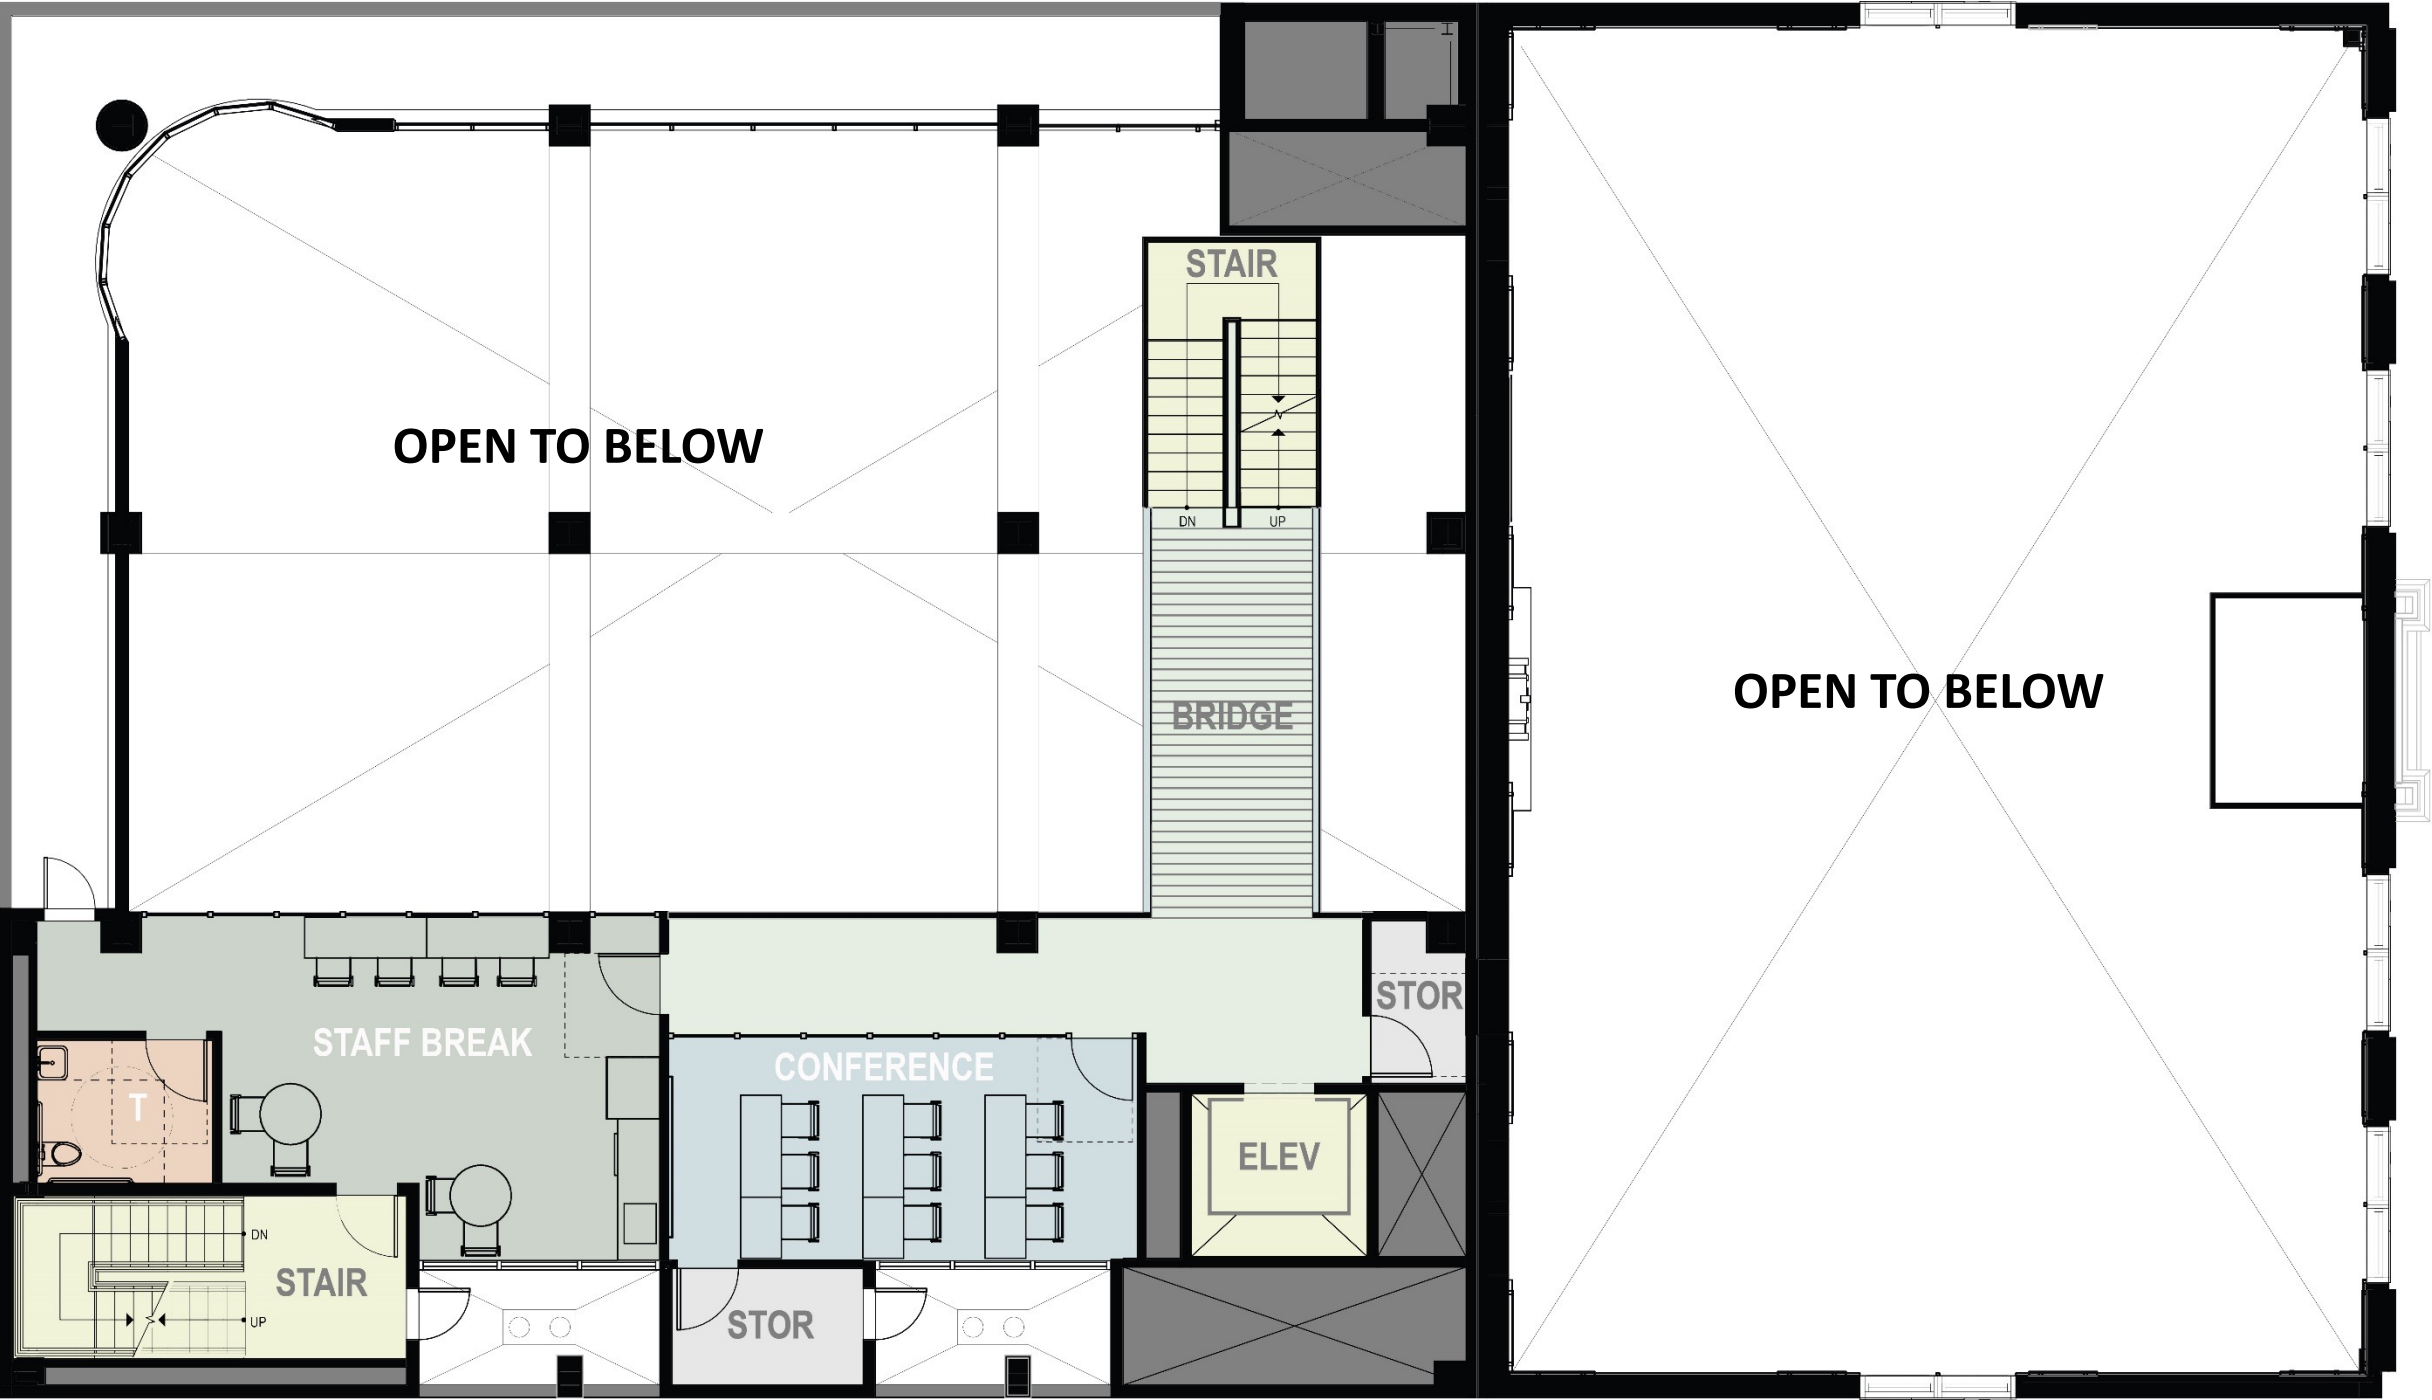 STAIR
OPEN TO BELOW
DN
UP
OPEN TO BELOW
BRIDGE
STOR
STAFF BREAK
CONFERENCE
T
ELEV
DN
STAIR
UP
STOR